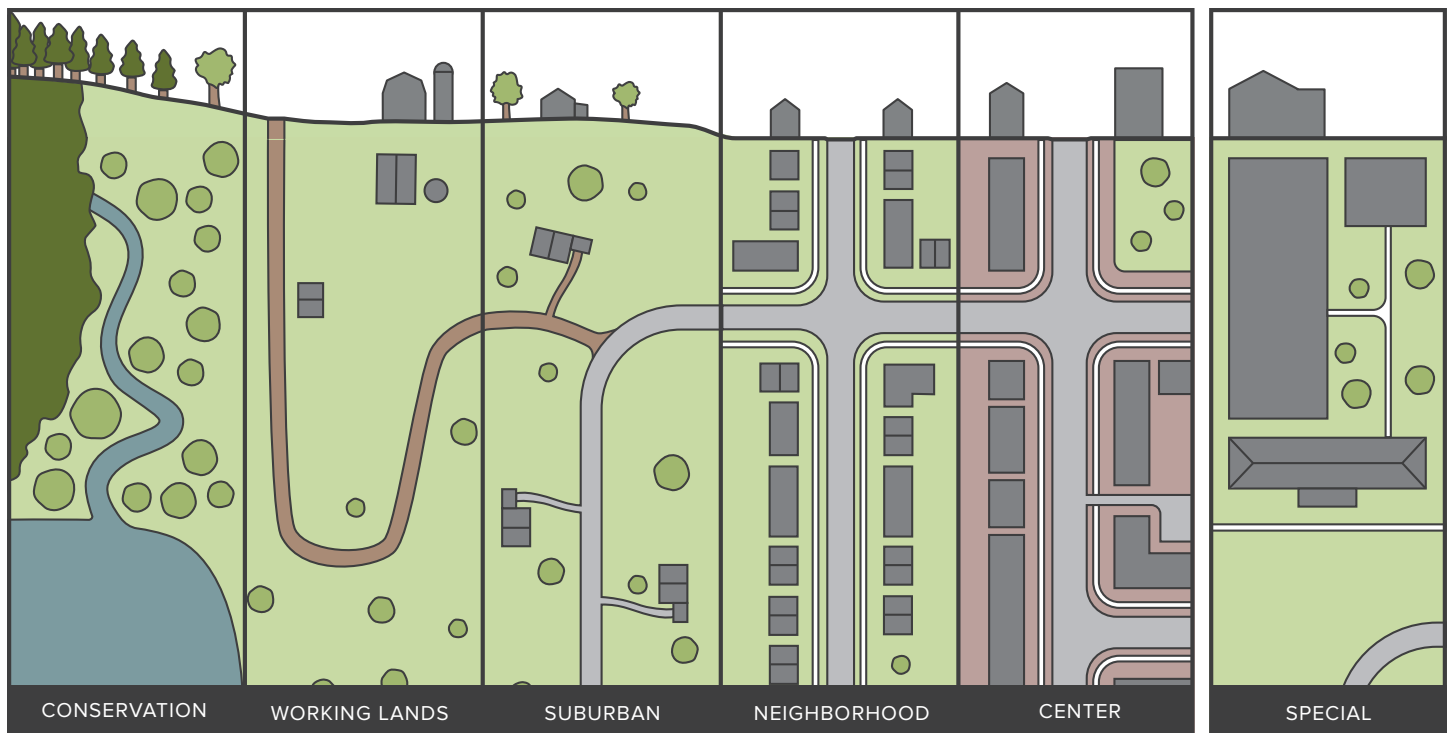 CONSERVATION
WORKING LANDS
SUBURBAN
NEIGHBORHOOD
CENTER
SPECIAL